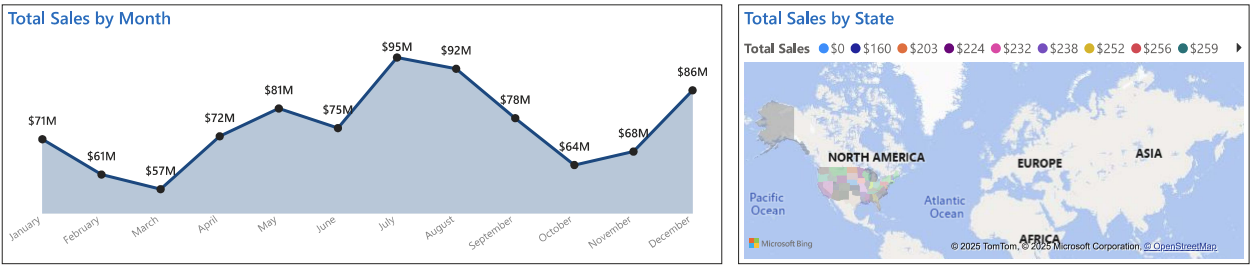 Total Sales by Month
$71M
$61M
$57M
$72M
$81M
$75M
$95M
$92M
$78M
$64M
$68M
$86M
January
February
March
April
May
June
July
August
September
October
November
December
Total Sales by State
Total Sales $0 $160 $203 $224 $232 $238 $252 $256 $259
NORTH AMERICA
EUROPE
ASIA
Pacific
Ocean
Atlantic
Ocean
AFRICA
Microsoft Bing
© 2025 TomTom, © 2025 Microsoft Corporation, © OpenStreetMap